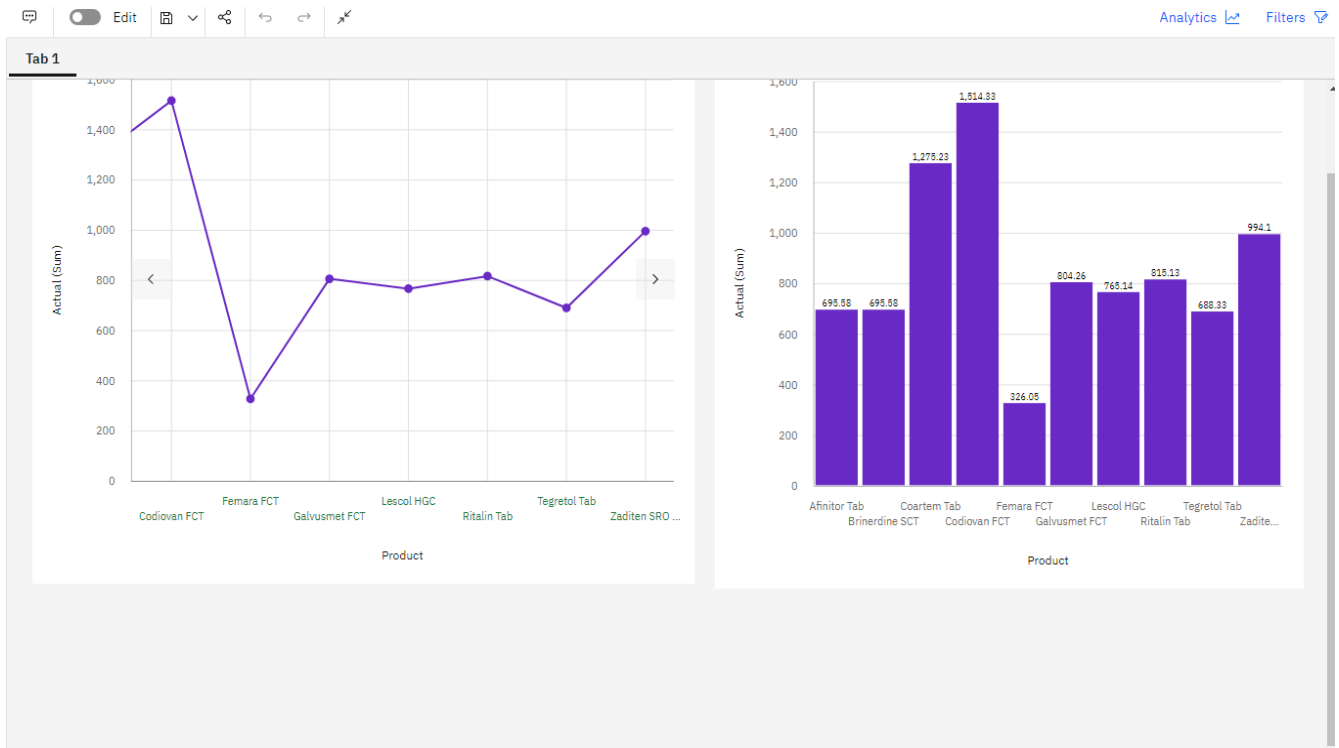 Edit
Analytics
Filters
Tab 1
1,600
1,400
1,200
1,000
800
600
400
200
0
Actual (Sum)
Femara FCT Lescol HGC Tegretol Tab
Codiovan FCT Galvusmet FCT Ritalin Tab Zaditen SRO ...
Product
1,600
1,400
1,200
1,000
800
600
400
200
0
Actual (Sum)
695.58 695.58 1,275.23 1,514.33 326.05 804.26 765.14 815.13 688.33 994.1
Afinitor Tab Coartem Tab Femara FCT Lescol HGC Tegretol Tab
Brinerdine SCT Codiovan FCT Galvusmet FCT Ritalin Tab Zadite...
Product